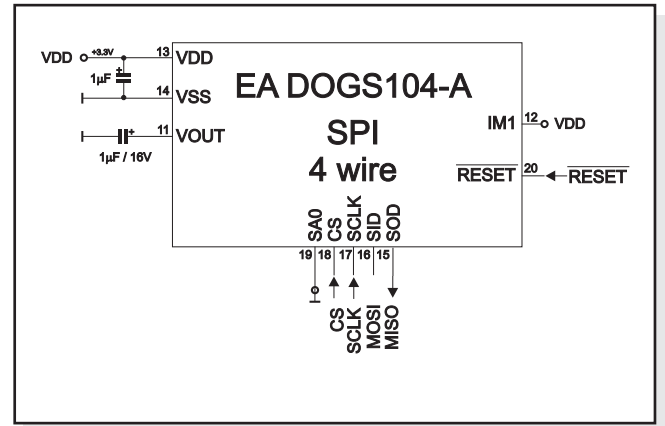 EA DOGS104-A
SPI
4 wire
VDD +3.3V 13 VDD
1µF
14 VSS
11 VOUT
1µF / 16V
IM1 12 VDD
RESET 20 RESET
SA0 CS SCLK SID SOD
19 18 17 16 15
CS SCLK MOSI MISO